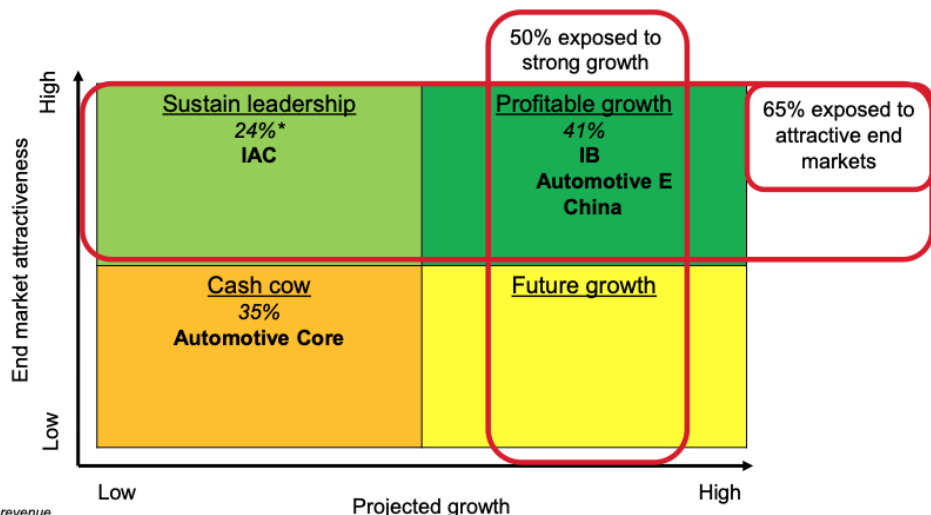 50% exposed to
strong growth
High
Sustain leadership
24%*
IAC
Profitable growth
41%
IB
Automotive E
China
65% exposed to
attractive end
markets
End market attractiveness
Cash cow
35%
Automotive Core
Future growth
Low
Low
High
Projected growth
revenue